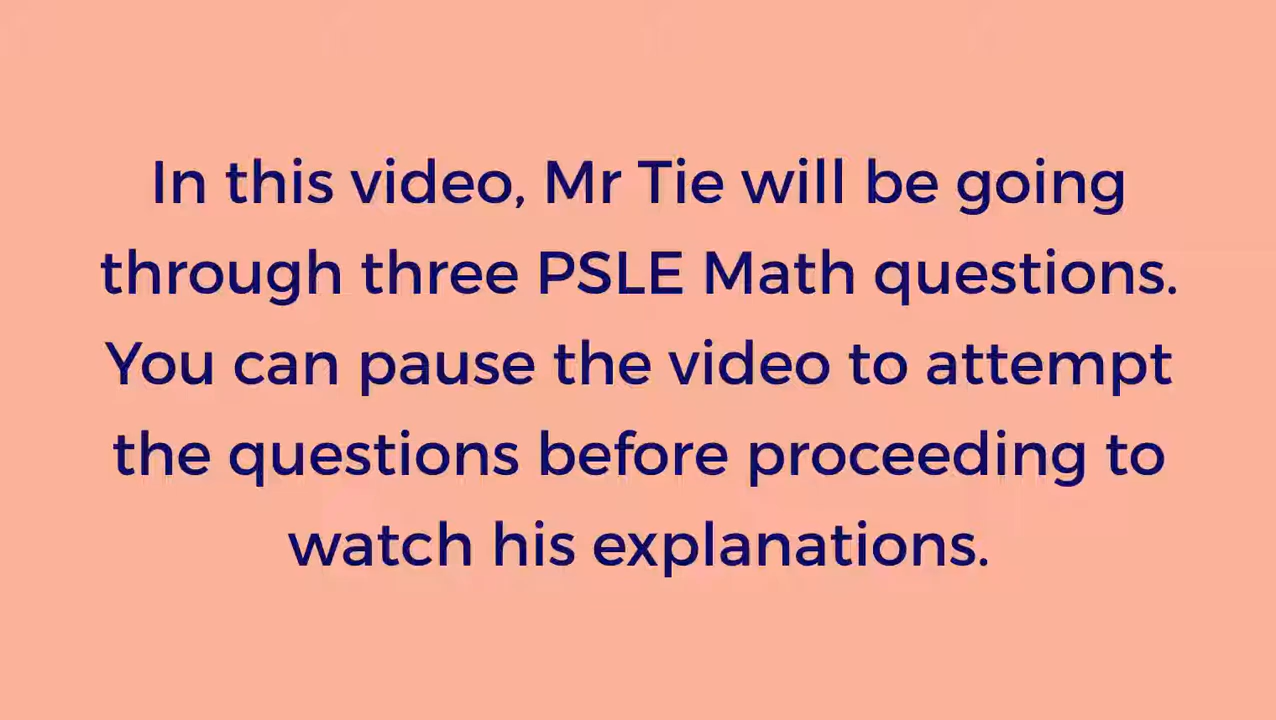 In this video, Mr Tie will be going
through three PSLE Math questions.
You can pause the video to attempt
the questions before proceeding to
watch his explanations.